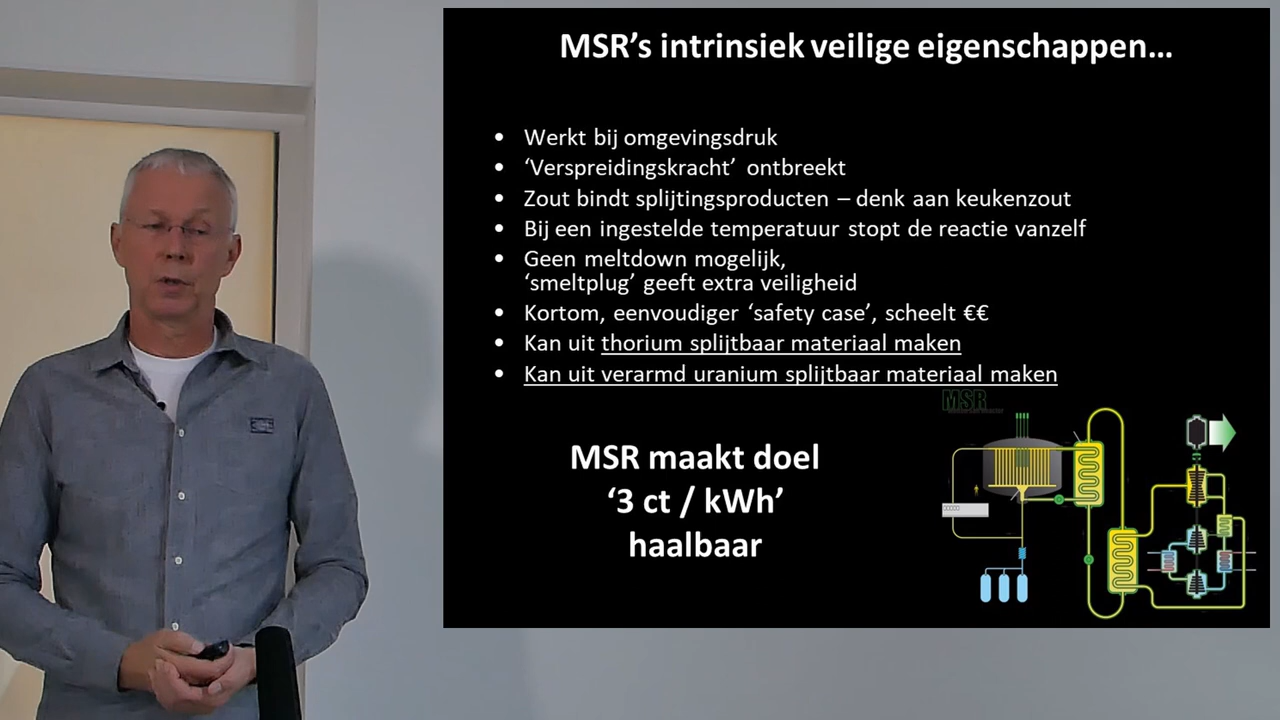 MSR's intrinsiek veilige eigenschappen...
• Werkt bij omgevingsdruk
• 'Verspreidingskracht' ontbreekt
• Zout bindt splijtingsproducten – denk aan keukenzout
• Bij een ingestelde temperatuur stopt de reactie vanzelf
• Geen meltdown mogelijk,
'smeltplug' geeft extra veiligheid
• Kortom, eenvoudiger 'safety case', scheelt €€
• Kan uit thorium splijtbaar materiaal maken
• Kan uit verarmd uranium splijtbaar materiaal maken
MSR maakt doel
'3 ct / kWh'
haalbaar
MSR